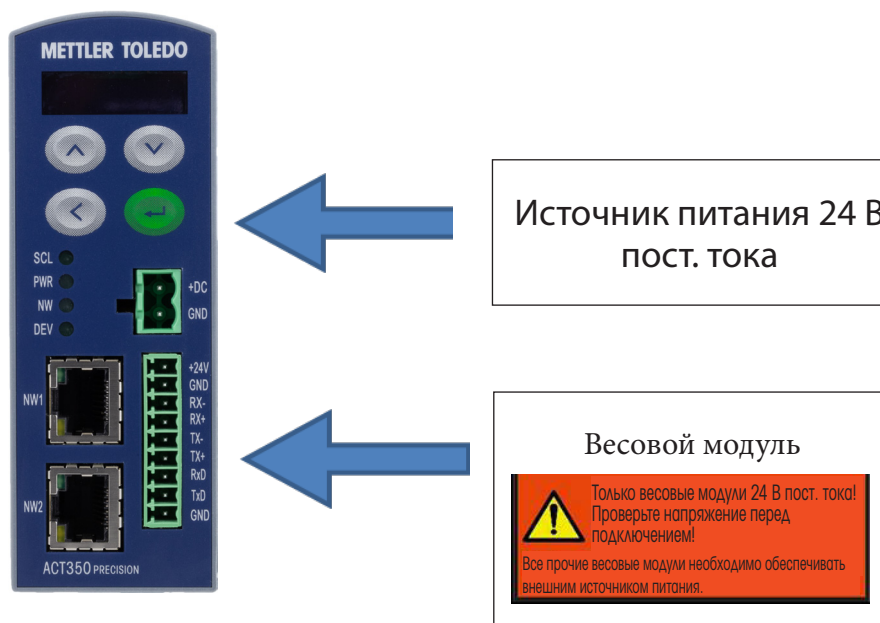 METTLER TOLEDO
SCL
PWR
NW
DEV
+DC
GND
NW1
NW2
+24V
GND
RX-
RX+
TX-
TX+
RxD
TxD
GND
ACT350 PRECISION
Источник питания 24 В
пост. тока
Весовой модуль
Только весовые модули 24 В пост. тока!
Проверьте напряжение перед
подключением!
Все прочие весовые модули необходимо обеспечивать
внешним источником питания.